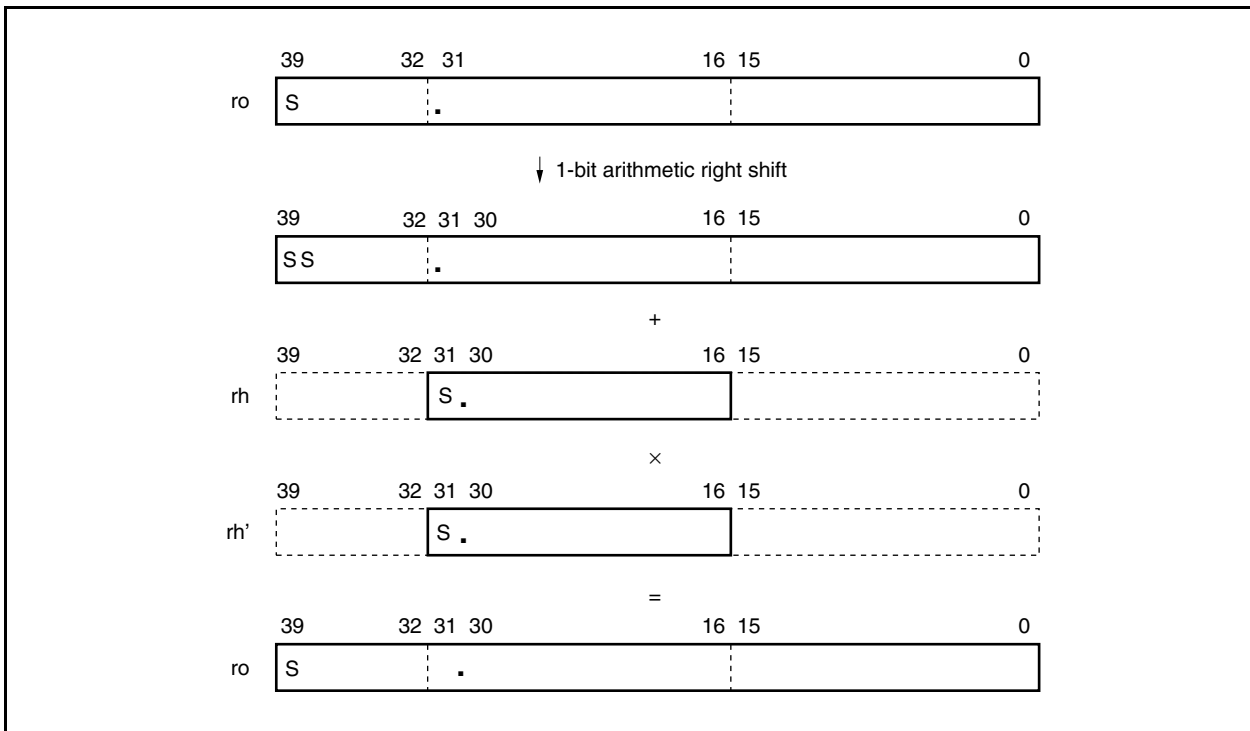 39 32 31 16 15 0
ro S .
1-bit arithmetic right shift
39 32 31 30 16 15 0
SS .
+
39 32 31 30 16 15 0
rh S .
×
39 32 31 30 16 15 0
rh’ S .
=
39 32 31 30 16 15 0
ro S .